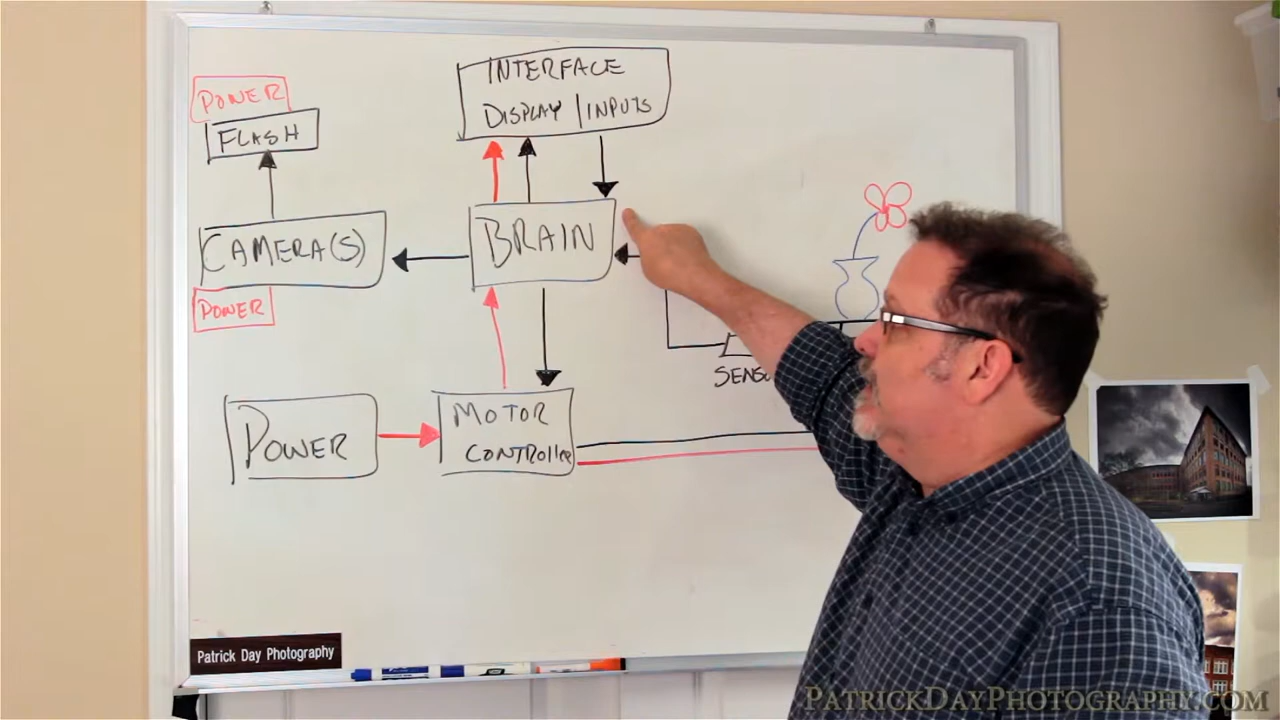 POWER
FLASH
INTERFACE
DISPLAY/INPUTS
CAMERA(S)
BRAIN
POWER
POWER
MOTOR
CONTROller
Patrick Day Photography
PATRICKDAYPHOTOGRAPHY.COM